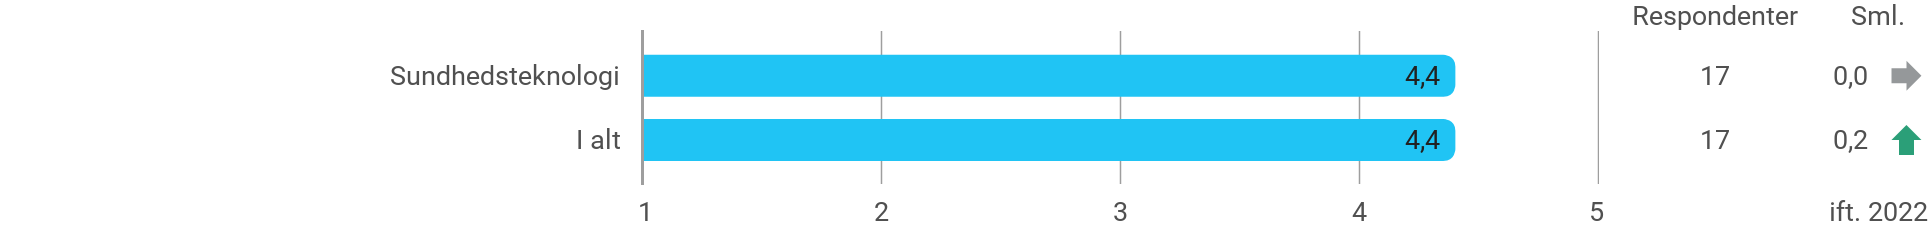 Respondenter Sml.
Sundhedsteknologi 4,4 17 0,0
I alt 4,4 17 0,2
1 2 3 4 5 ift. 2022